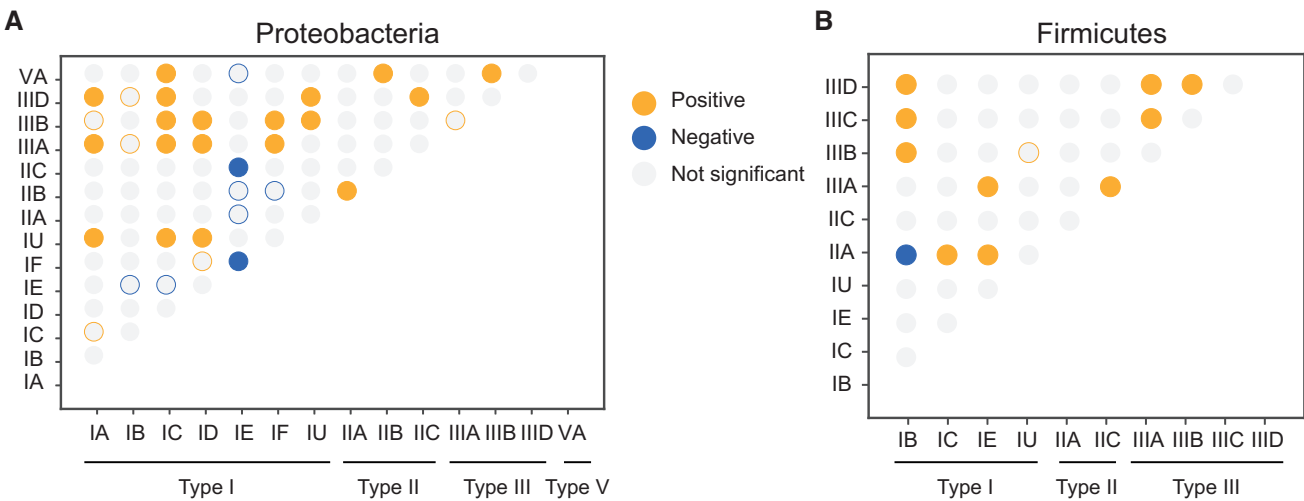 A
Proteobacteria
VA
IIID
IIIB
IIIA
IIC
IIB
IIA
IU
IF
IE
ID
IC
IB
IA
IA IB IC ID IE IF IU IIA IIB IIC IIIA IIIB IIID VA
Type I Type II Type III Type V
Positive
Negative
Not significant
B
Firmicutes
IIID
IIIC
IIIB
IIIA
IIC
IIA
IU
IE
IC
IB
IB IC IE IU IIA IIC IIIA IIIB IIIC IIID
Type I Type II Type III